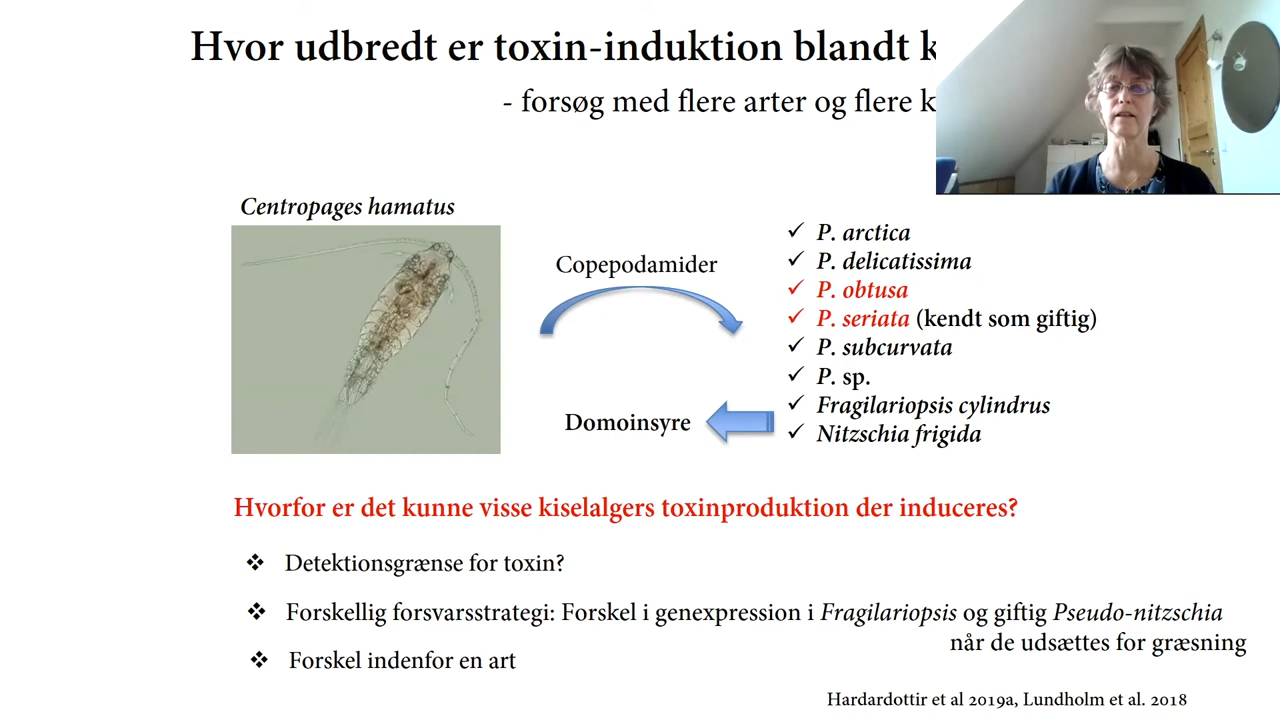 Hvor udbredt er toxin-induktion blandt
- forsøg med flere arter og flere
Centropages hamatus
Copepodamider
Domoinsyre
✓ P. arctica
✓ P. delicatissima
✓ P. obtusa
✓ P. seriata (kendt som giftig)
✓ P. subcurvata
✓ P. sp.
✓ Fragilariopsis cylindrus
✓ Nitzschia frigida
Hvorfor er det kunne visse kiselalgers toxinproduktion der induceres?
❖ Detektionsgrænse for toxin?
❖ Forskellig forsvarsstrategi: Forskel i genexpression i Fragilariopsis og giftig Pseudo-nitzschia
når de udsættes for græsning
❖ Forskel indenfor en art
Hardardottir et al 2019a, Lundholm et al. 2018